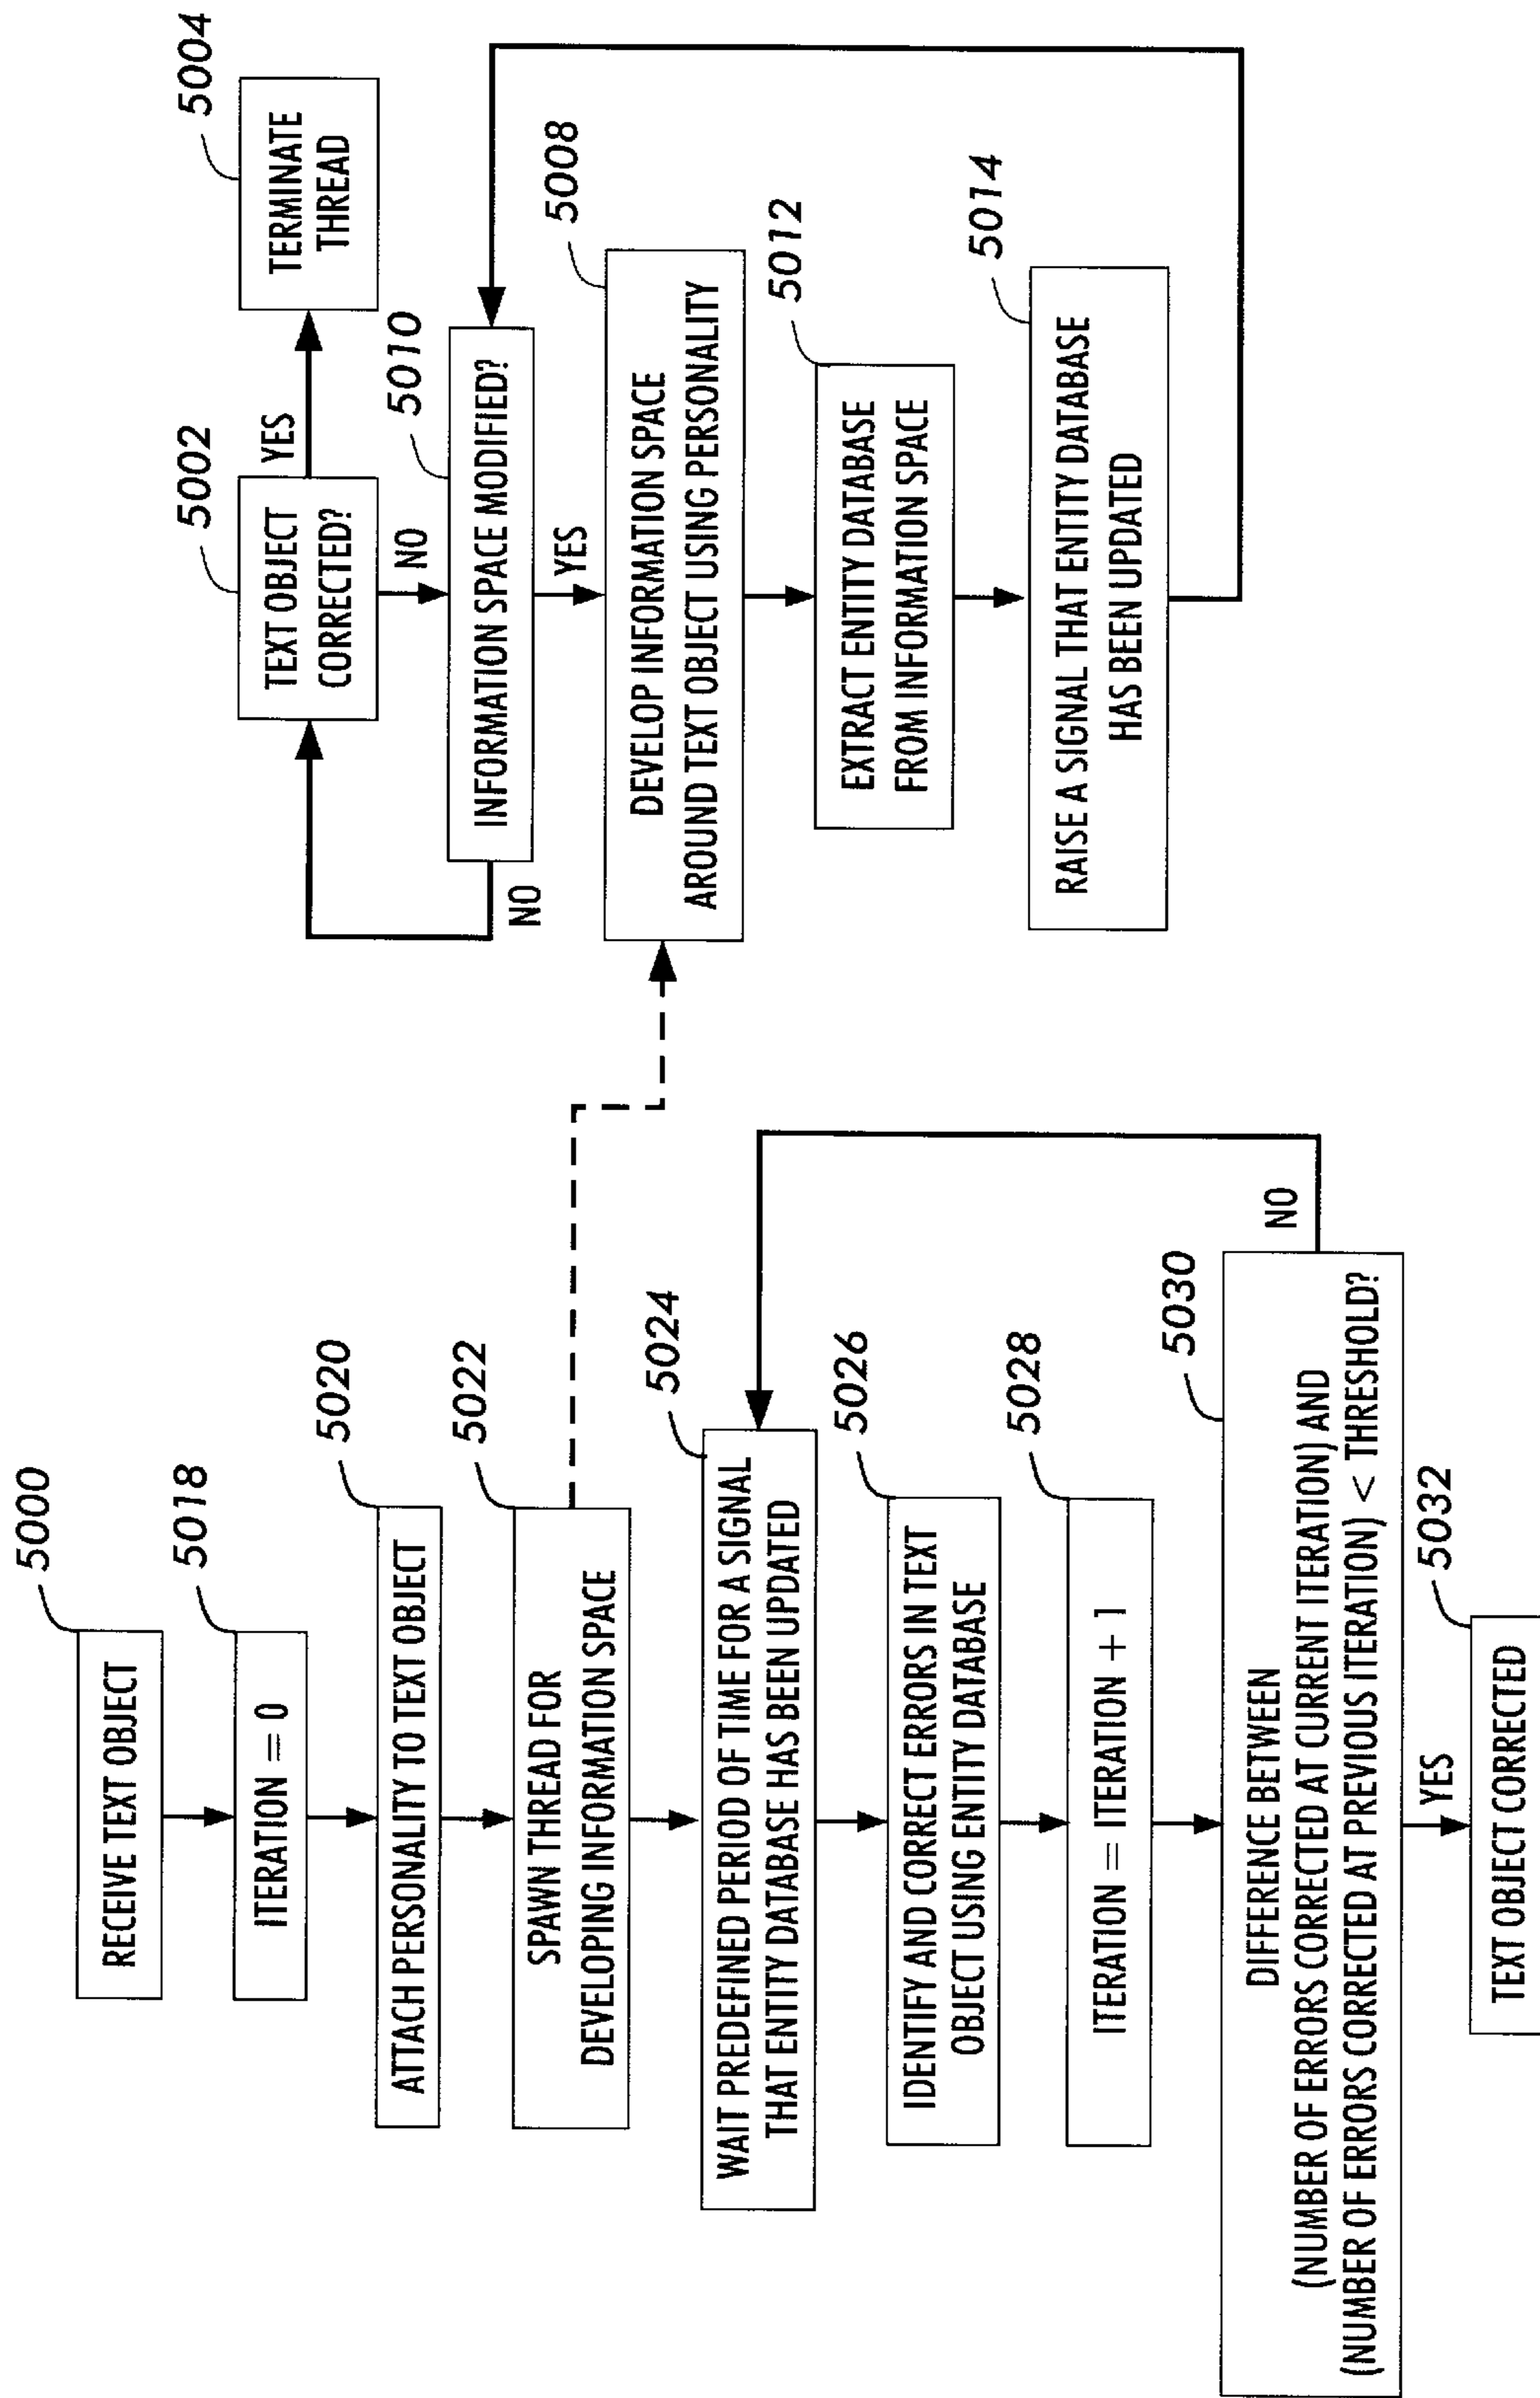 5000
RECEIVE TEXT OBJECT
5018
ITERATION = 0
5020
ATTACH PERSONALITY TO TEXT OBJECT
5022
SPAWN THREAD FOR
DEVELOPING INFORMATION SPACE
5024
WAIT PREDEFINED PERIOD OF TIME FOR A SIGNAL
THAT ENTITY DATABASE HAS BEEN UPDATED
5026
IDENTIFY AND CORRECT ERRORS IN TEXT
OBJECT USING ENTITY DATABASE
5028
ITERATION = ITERATION + 1
5030
DIFFERENCE BETWEEN
(NUMBER OF ERRORS CORRECTED AT CURRENT ITERATION) AND
(NUMBER OF ERRORS CORRECTED AT PREVIOUS ITERATION) < THRESHOLD?
NO
YES
5032
TEXT OBJECT CORRECTED
5002
TEXT OBJECT
CORRECTED?
YES
5004
TERMINATE
THREAD
NO
5010
INFORMATION SPACE MODIFIED?
NO
YES
5008
DEVELOP INFORMATION SPACE
AROUND TEXT OBJECT USING PERSONALITY
5012
EXTRACT ENTITY DATABASE
FROM INFORMATION SPACE
5014
RAISE A SIGNAL THAT ENTITY DATABASE
HAS BEEN UPDATED